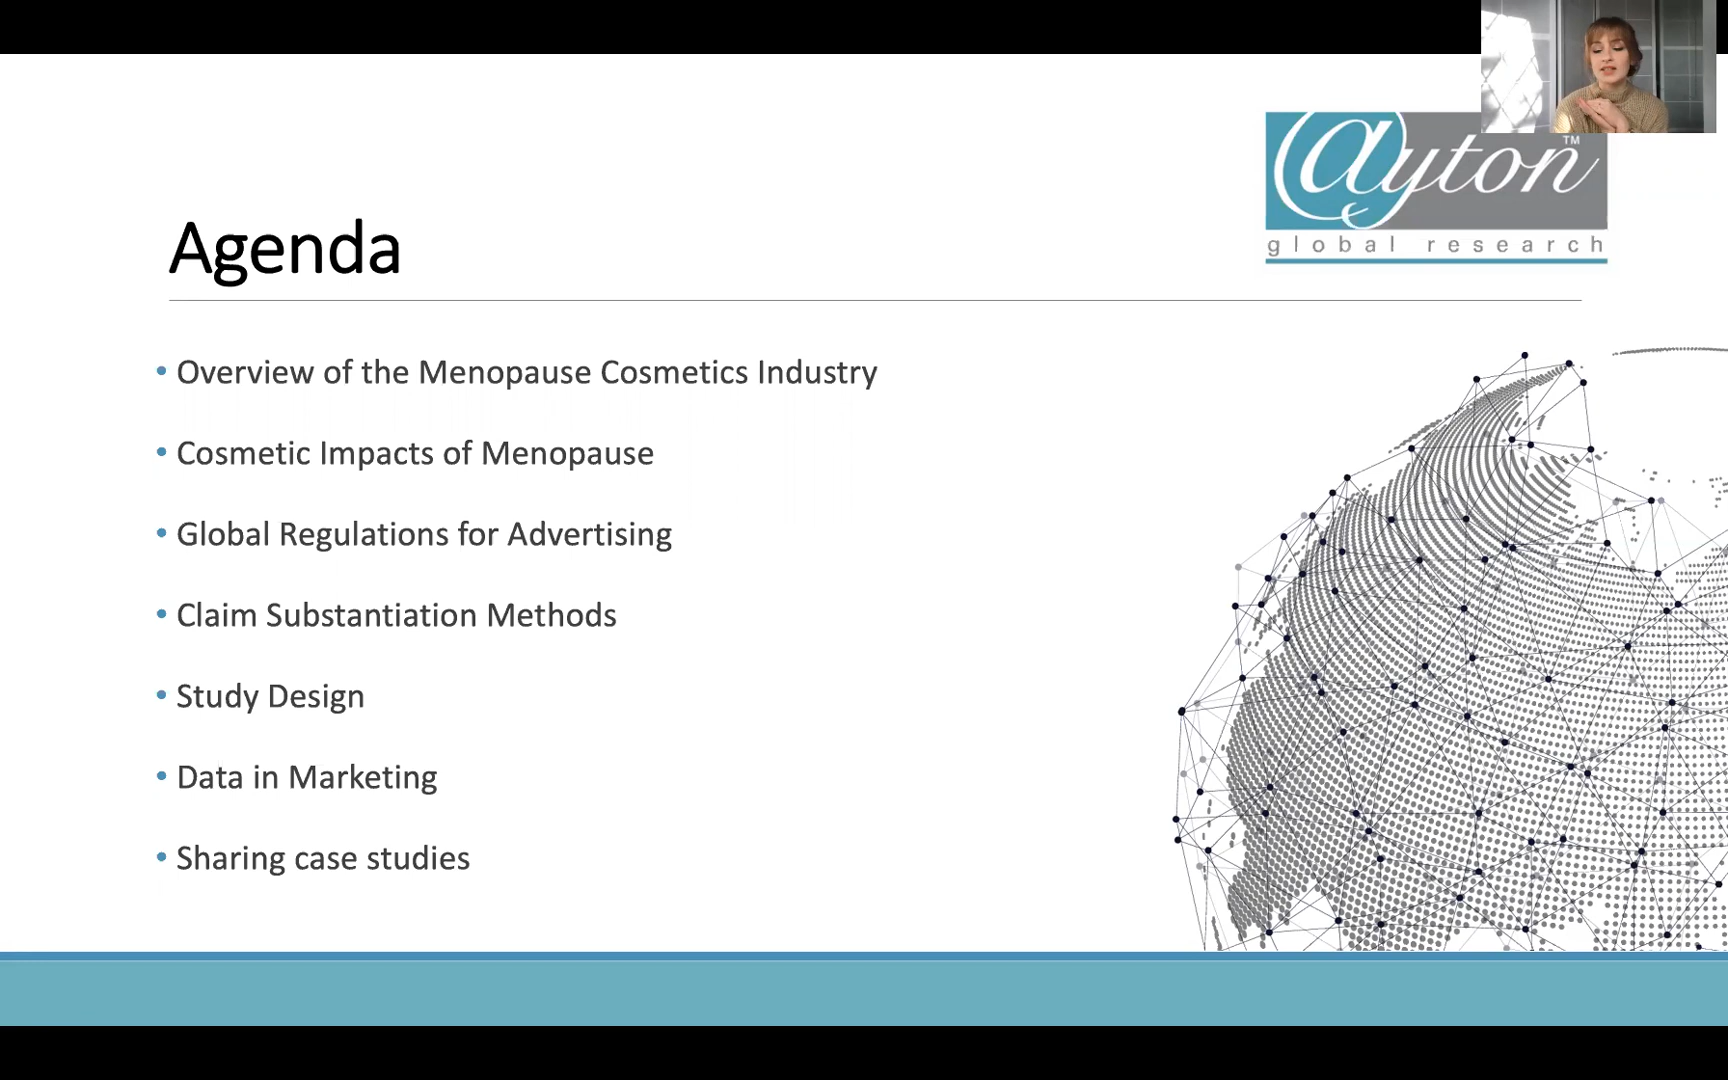 @yton™
global research
Agenda
• Overview of the Menopause Cosmetics Industry
• Cosmetic Impacts of Menopause
• Global Regulations for Advertising
• Claim Substantiation Methods
• Study Design
• Data in Marketing
• Sharing case studies